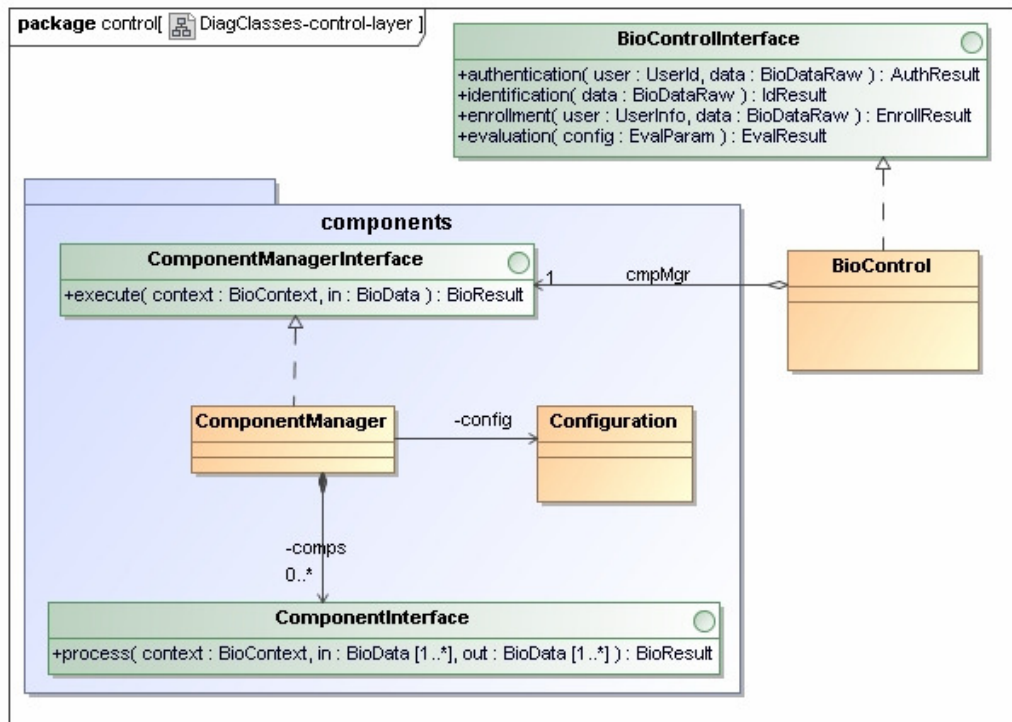 package control[ DiagClasses-control-layer ]
BioControlInterface
+authentication( user : UserId, data : BioDataRaw ) : AuthResult
+identification( data : BioDataRaw ) : IdResult
+enrollment( user : UserInfo, data : BioDataRaw ) : EnrollResult
+evaluation( config : EvalParam ) : EvalResult
components
ComponentManagerInterface
+execute( context : BioContext, in : BioData ) : BioResult
1
cmpMgr
BioControl
ComponentManager
-config
Configuration
-comps
0..*
ComponentInterface
+process( context : BioContext, in : BioData [1..*], out : BioData [1..*] ) : BioResult